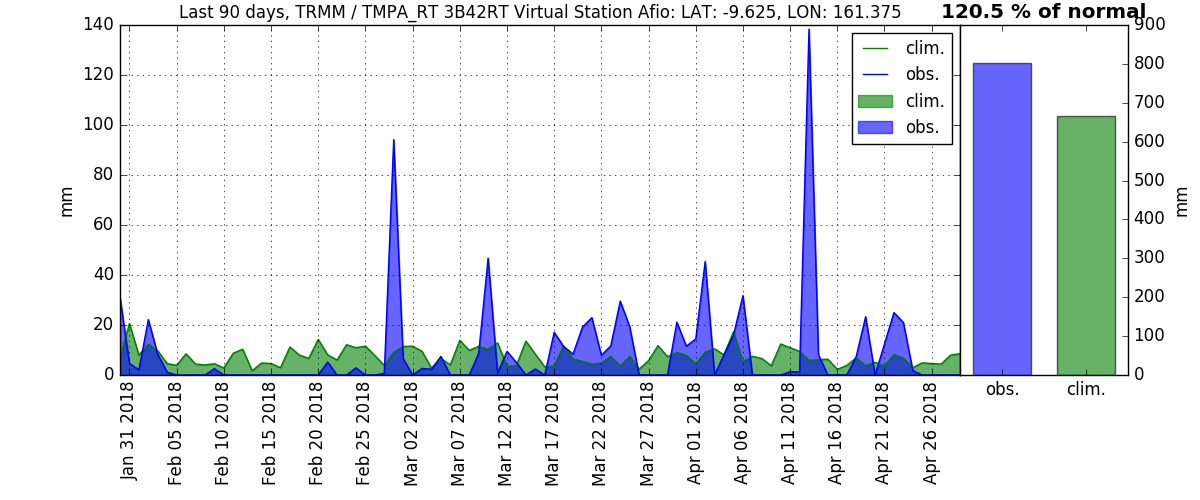 Last 90 days, TRMM / TMPA_RT 3B42RT Virtual Station Afio: LAT: -9.625, LON: 161.375
120.5 % of normal
140
120
100
80
60
40
20
0
mm
clim.
obs.
clim.
obs.
Jan 31 2018
Feb 05 2018
Feb 10 2018
Feb 15 2018
Feb 20 2018
Feb 25 2018
Mar 02 2018
Mar 07 2018
Mar 12 2018
Mar 17 2018
Mar 22 2018
Mar 27 2018
Apr 01 2018
Apr 06 2018
Apr 11 2018
Apr 16 2018
Apr 21 2018
Apr 26 2018
900
800
700
600
500
400
300
200
100
0
mm
obs.
clim.